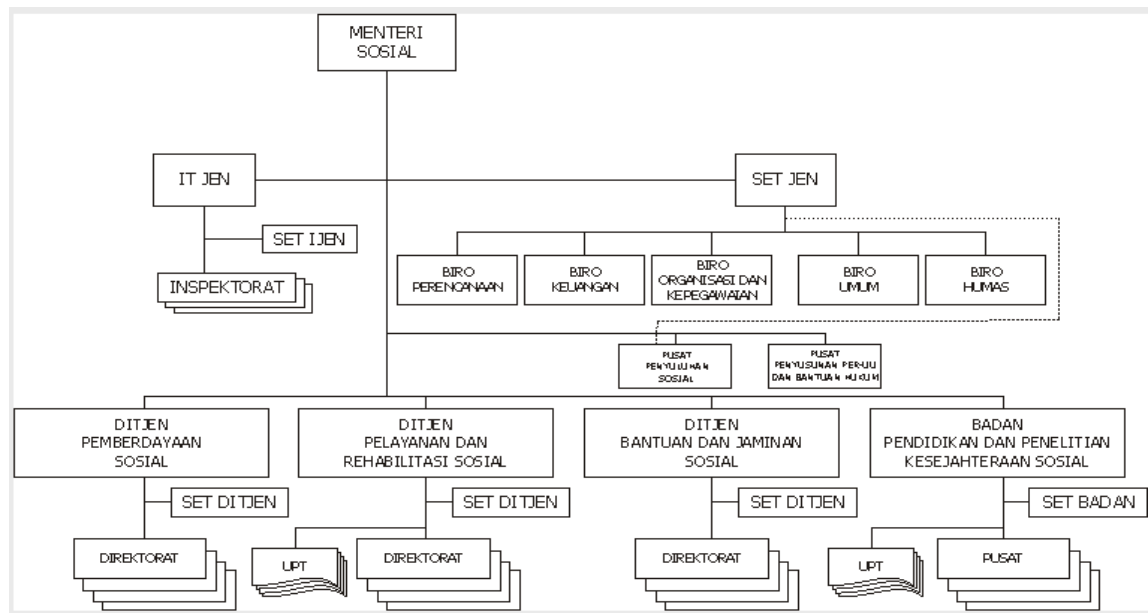 MENTERI
SOSIAL
IT JEN
SET JEN
SET IJEN
INSPEKTORAT
BIRO
PERENCANAAN
BIRO
KEUANGAN
BIRO
ORGANISASI DAN
KEPEGAWAIAN
BIRO
UMUM
BIRO
HUMAS
PUSAT
PENYULUHAN
SOSIAL
PUSAT
PENYUSUNAN PER-UU
DAN BANTUAN HUKUM
DITJEN
PEMBERDAYAAN
SOSIAL
DITJEN
PELAYANAN DAN
REHABILITASI SOSIAL
DITJEN
BANTUAN DAN JAMINAN
SOSIAL
BADAN
PENDIDIKAN DAN PENELITIAN
KESEJAHTERAAN SOSIAL
SET DITJEN
SET DITJEN
SET DITJEN
SET BADAN
DIREKTORAT
UPT
DIREKTORAT
DIREKTORAT
UPT
PUSAT